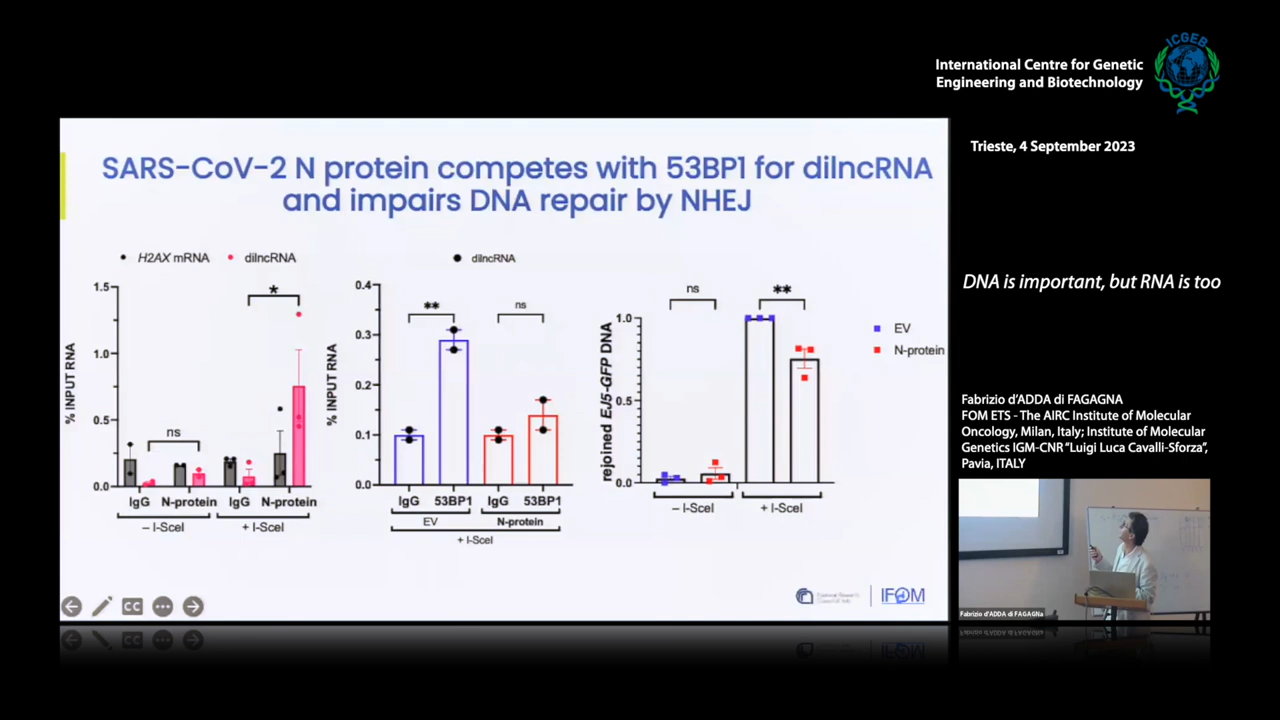 ICGEB
International Centre for Genetic
Engineering and Biotechnology
Trieste, 4 September 2023
SARS-CoV-2 N protein competes with 53BP1 for dilncRNA
and impairs DNA repair by NHEJ
H2AX mRNA dilncRNA
% INPUT RNA
1.5
1.0
0.5
0.0
*
ns
IgG N-protein IgG N-protein
– I-SceI + I-SceI
dilncRNA
% INPUT RNA
0.4
0.3
0.2
0.1
0.0
** ns
IgG 53BP1 IgG 53BP1
EV N-protein
+ I-SceI
rejoined EJ5-GFP DNA
1.0
0.5
0.0
ns **
– I-SceI + I-SceI
EV
N-protein
CC
IFOM
DNA is important, but RNA is too
Fabrizio d'ADDA di FAGAGNA
FOM ETS - The AIRC Institute of Molecular
Oncology, Milan, Italy; Institute of Molecular
Genetics IGM-CNR “Luigi Luca Cavalli-Sforza”,
Pavia, ITALY
Fabrizio d'ADDA di FAGAGNa